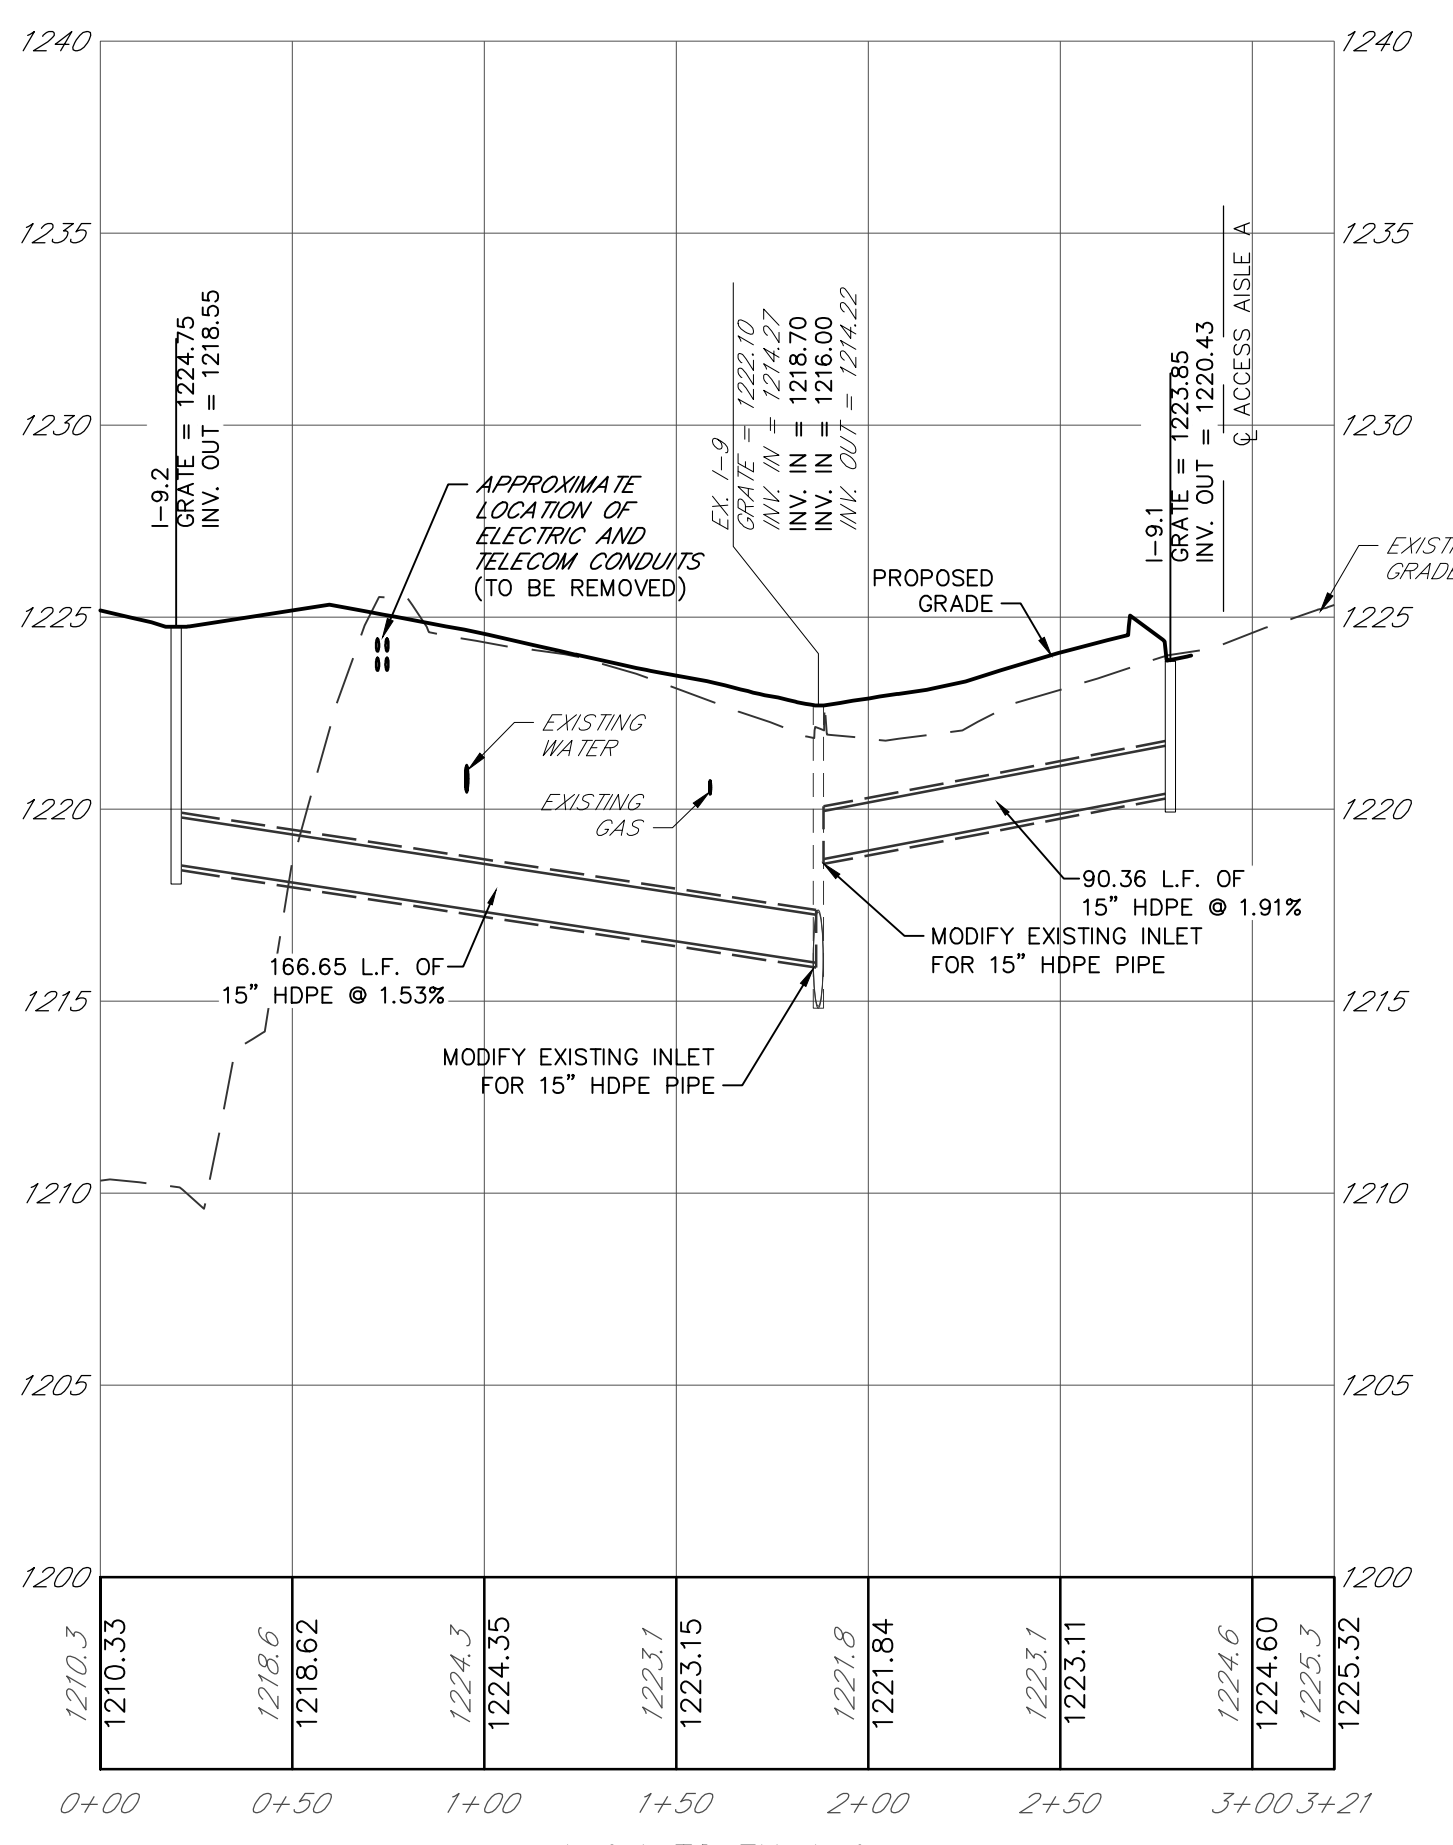 1240
1240
1235
1235
1230
1230
1225
1225
1220
1220
1215
1215
1210
1210
1205
1205
1200
1200
I-9.2
GRATE = 1224.75
INV. OUT = 1218.55
APPROXIMATE
LOCATION OF
ELECTRIC AND
TELECOM CONDUITS
(TO BE REMOVED)
EX. I-9
GRATE = 1222.10
INV. IN = 1214.27
INV. IN = 1218.70
INV. IN = 1216.00
INV. OUT = 1214.22
I-9.1
GRATE = 1223.85
INV. OUT = 1220.43
℄ ACCESS AISLE A
PROPOSED
GRADE
EXISTING
WATER
EXISTING
GAS
90.36 L.F. OF
15" HDPE @ 1.91%
MODIFY EXISTING INLET
FOR 15" HDPE PIPE
166.65 L.F. OF
15" HDPE @ 1.53%
MODIFY EXISTING INLET
FOR 15" HDPE PIPE
1210.3
1210.33
1218.6
1218.62
1224.3
1224.35
1223.1
1223.15
1221.8
1221.84
1223.1
1223.11
1224.6
1224.60
1225.3
1225.32
0+00
0+50
1+00
1+50
2+00
2+50
3+00
3+21